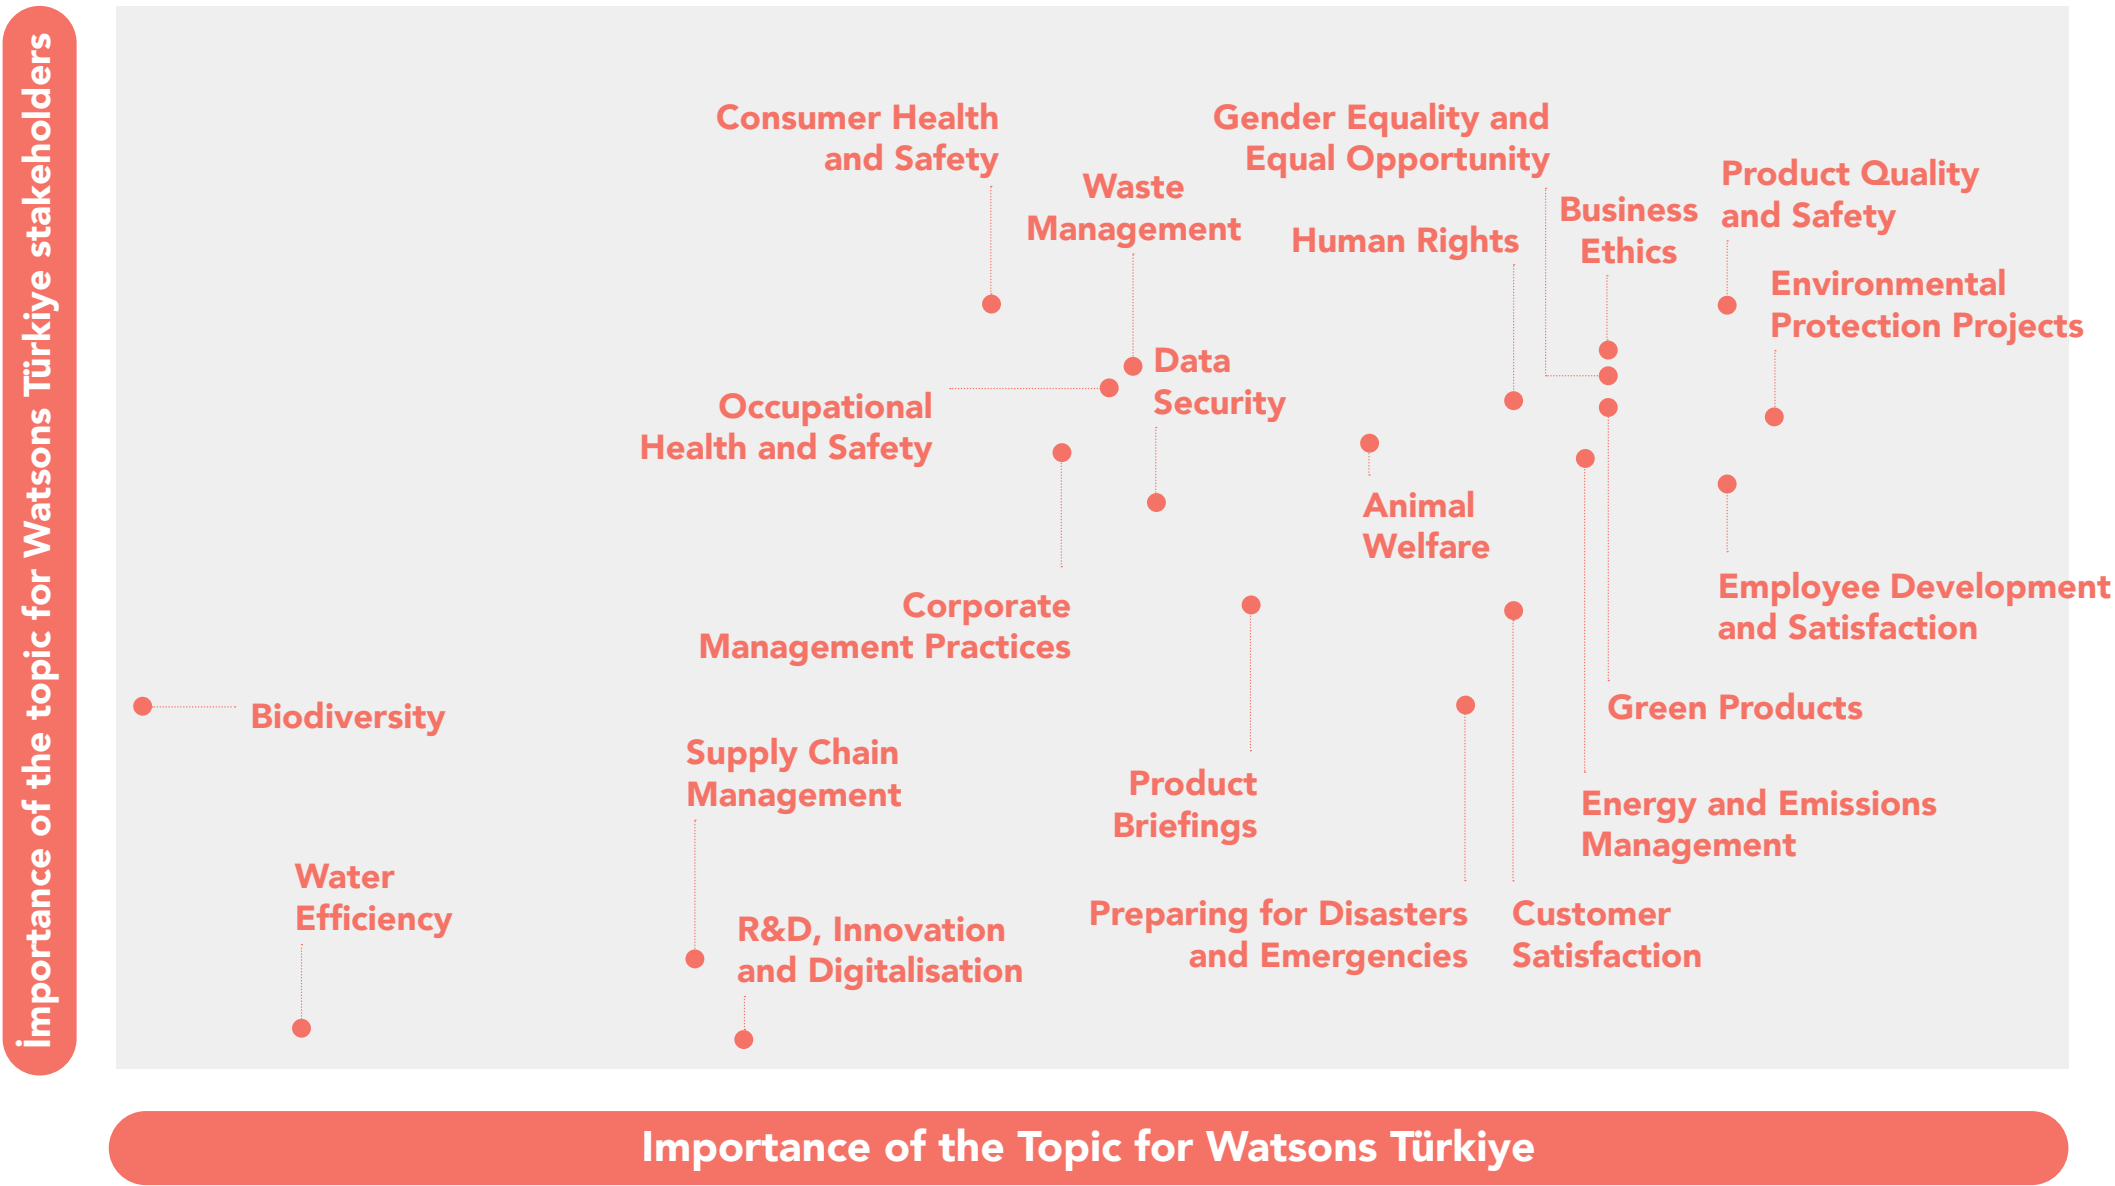 İmportance of the topic for Watsons Türkiye stakeholders
Consumer Health
and Safety
Waste
Management
Gender Equality and
Equal Opportunity
Human Rights
Business
Ethics
Product Quality
and Safety
Environmental
Protection Projects
Data
Security
Occupational
Health and Safety
Animal
Welfare
Corporate
Management Practices
Employee Development
and Satisfaction
Biodiversity
Green Products
Supply Chain
Management
Product
Briefings
Energy and Emissions
Management
Water
Efficiency
R&D, Innovation
and Digitalisation
Preparing for Disasters
and Emergencies
Customer
Satisfaction
Importance of the Topic for Watsons Türkiye